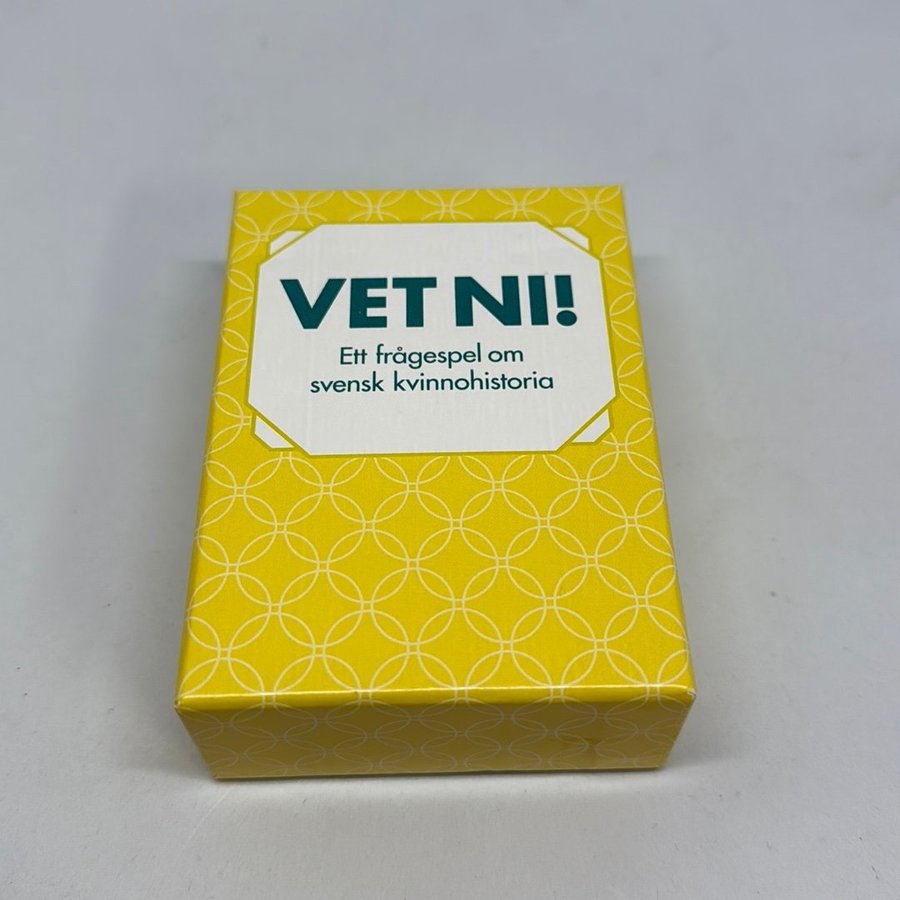 VET NI!
Ett frågespel om
svensk kvinnohistoria